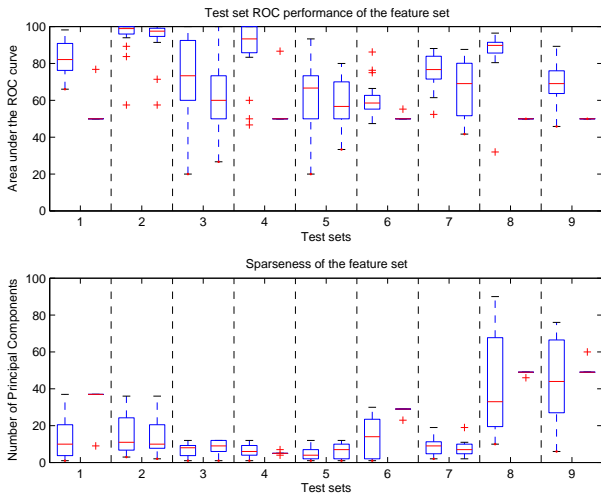 Test set ROC performance of the feature set
Area under the ROC curve
100
80
60
40
20
0
1 2 3 4 5 6 7 8 9
Test sets
Sparseness of the feature set
Number of Principal Components
100
80
60
40
20
0
1 2 3 4 5 6 7 8 9
Test sets